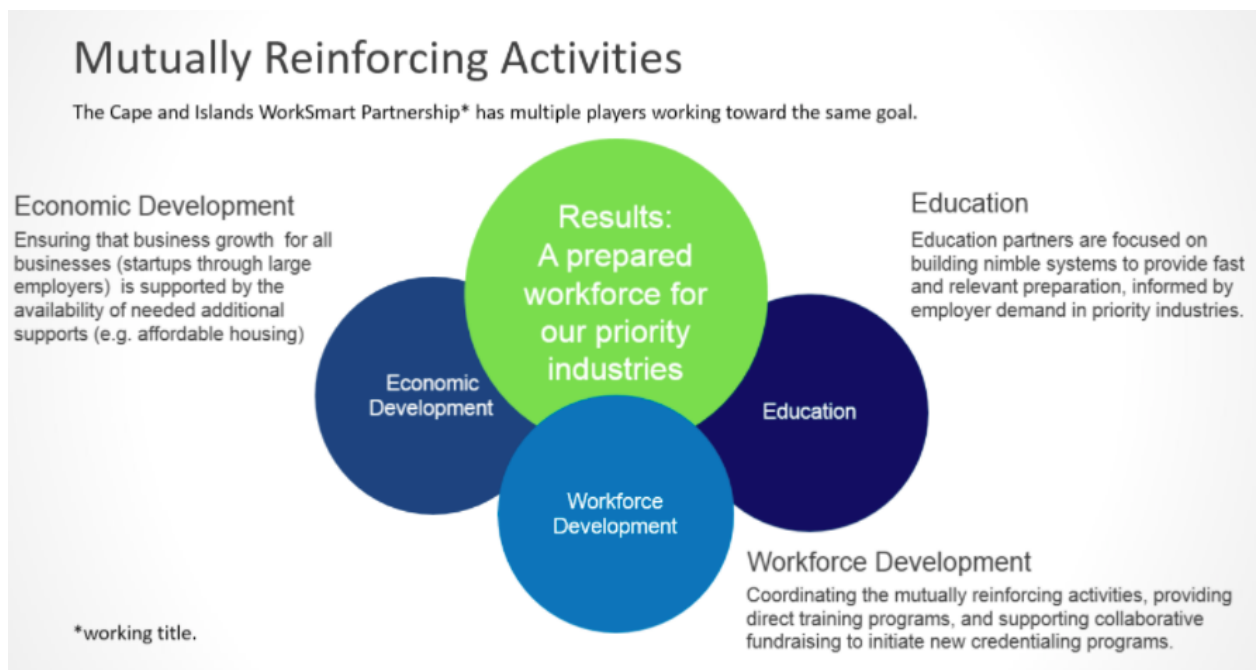 Mutually Reinforcing Activities
The Cape and Islands WorkSmart Partnership* has multiple players working toward the same goal.
Economic Development
Ensuring that business growth for all
businesses (startups through large
employers) is supported by the
availability of needed additional
supports (e.g. affordable housing)
Results:
A prepared
workforce for
our priority
industries
Education
Education partners are focused on
building nimble systems to provide fast
and relevant preparation, informed by
employer demand in priority industries.
Economic
Development
Education
Workforce
Development
Workforce Development
Coordinating the mutually reinforcing activities, providing
direct training programs, and supporting collaborative
fundraising to initiate new credentialing programs.
*working title.